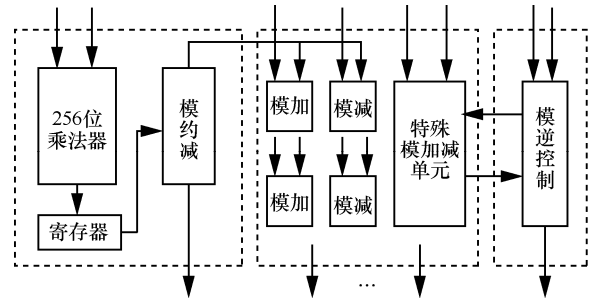 256位
乘法器
寄存器
模
约
减
模加
模减
模加
模减
特殊
模加减
单元
模
逆
控
制
…